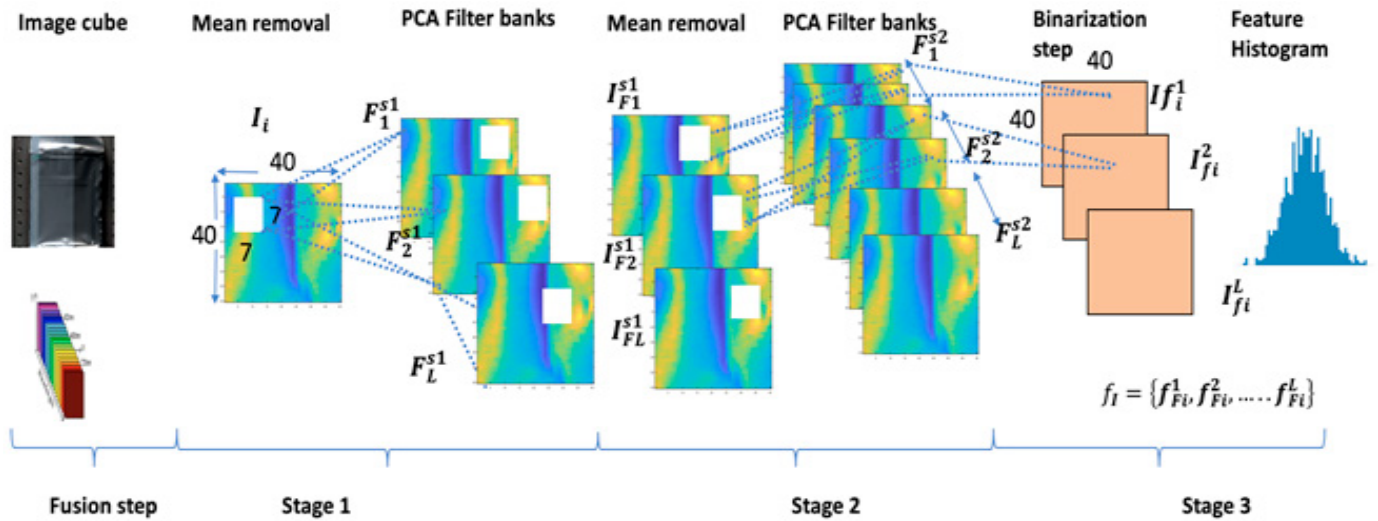 Image cube
Mean removal
PCA Filter banks
Mean removal
PCA Filter banks
Binarization
step
Feature
Histogram
I_i
40
40
7
7
F_1^{s1}
F_2^{s1}
F_L^{s1}
I_{F1}^{s1}
I_{F2}^{s1}
I_{FL}^{s1}
F_1^{s2}
F_2^{s2}
F_L^{s2}
40
40
If_i^1
I_{fi}^2
I_{fi}^L
f_I = {f_{Fi}^1, f_{Fi}^2, ..... f_{Fi}^L}
Fusion step
Stage 1
Stage 2
Stage 3